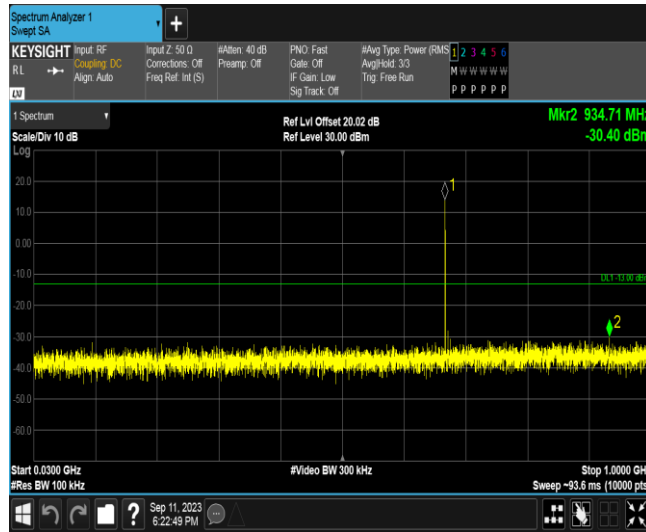 Spectrum Analyzer 1
Swept SA
+
KEYSIGHT
RL
LXI
Input: RF
Coupling: DC
Align: Auto
Input Z: 50 Ω
Corrections: Off
Freq Ref: Int (S)
#Atten: 40 dB
Preamp: Off
PNO: Fast
Gate: Off
IF Gain: Low
Sig Track: Off
#Avg Type: Power (RMS
Avg|Hold: 3/3
Trig: Free Run
1 2 3 4 5 6
M W W W W W
P P P P P P
1 Spectrum
Scale/Div 10 dB
Log
Ref Lvl Offset 20.02 dB
Ref Level 30.00 dBm
Mkr2 934.71 MHz
-30.40 dBm
20.0
10.0
0.00
-10.0
-20.0
-30.0
-40.0
-50.0
-60.0
1
DL1 -13.00 dBm
2
Start 0.0300 GHz
#Res BW 100 kHz
#Video BW 300 kHz
Stop 1.0000 GHz
Sweep ~93.6 ms (10000 pts)
?
Sep 11, 2023
6:22:49 PM